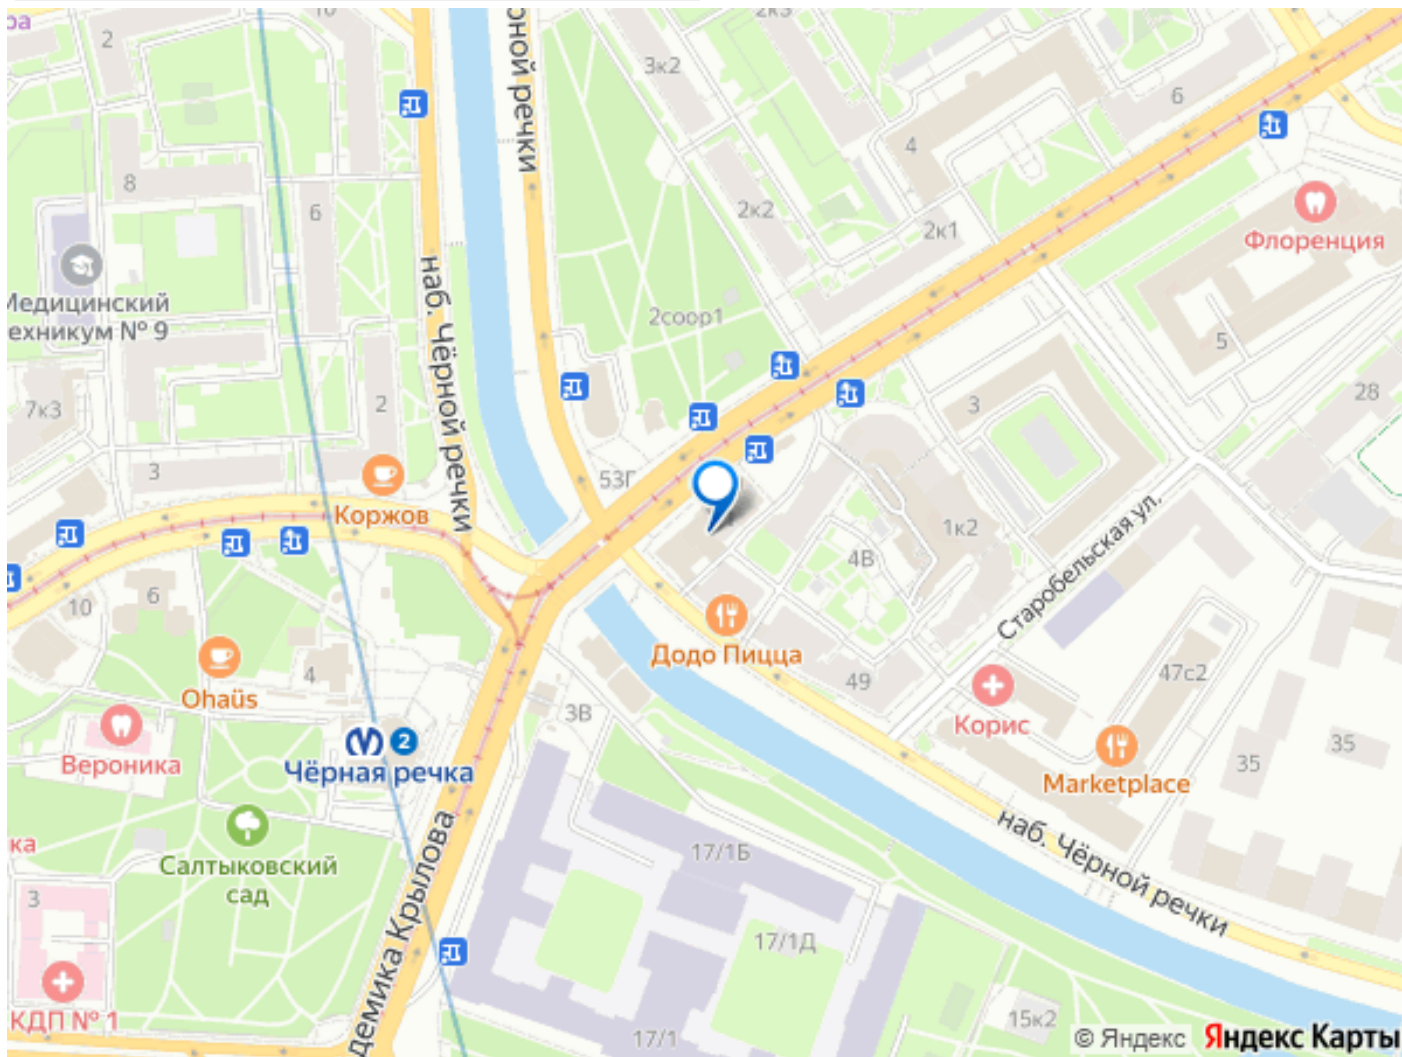 ра
2
10
2к3
3к2
6
4
8
6
2к2
2к1
Флоренция
Медицинский
ехникум № 9
наб. Чёрной речки
рной речки
2соор1
5
28
7к3
2
3
3
53Г
Коржов
1к2
4В
Старобельская ул.
10
6
Додо Пицца
Ohaüs
4
49
47с2
3В
Корис
Вероника
2
Чёрная речка
35
35
Marketplace
ка
Салтыковский
сад
демика Крылова
наб. Чёрной речки
17/1Б
3
17/1Д
КДП № 1
17/1
15к2
© Яндекс Яндекс Карты